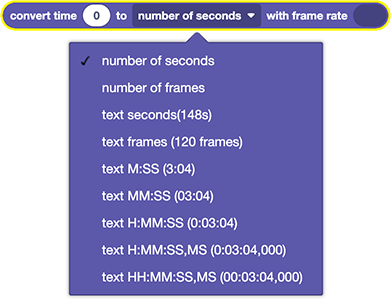 convert time 0 to number of seconds with frame rate
number of seconds
number of frames
text seconds(148s)
text frames (120 frames)
text M:SS (3:04)
text MM:SS (03:04)
text H:MM:SS (0:03:04)
text H:MM:SS,MS (0:03:04,000)
text HH:MM:SS,MS (00:03:04,000)